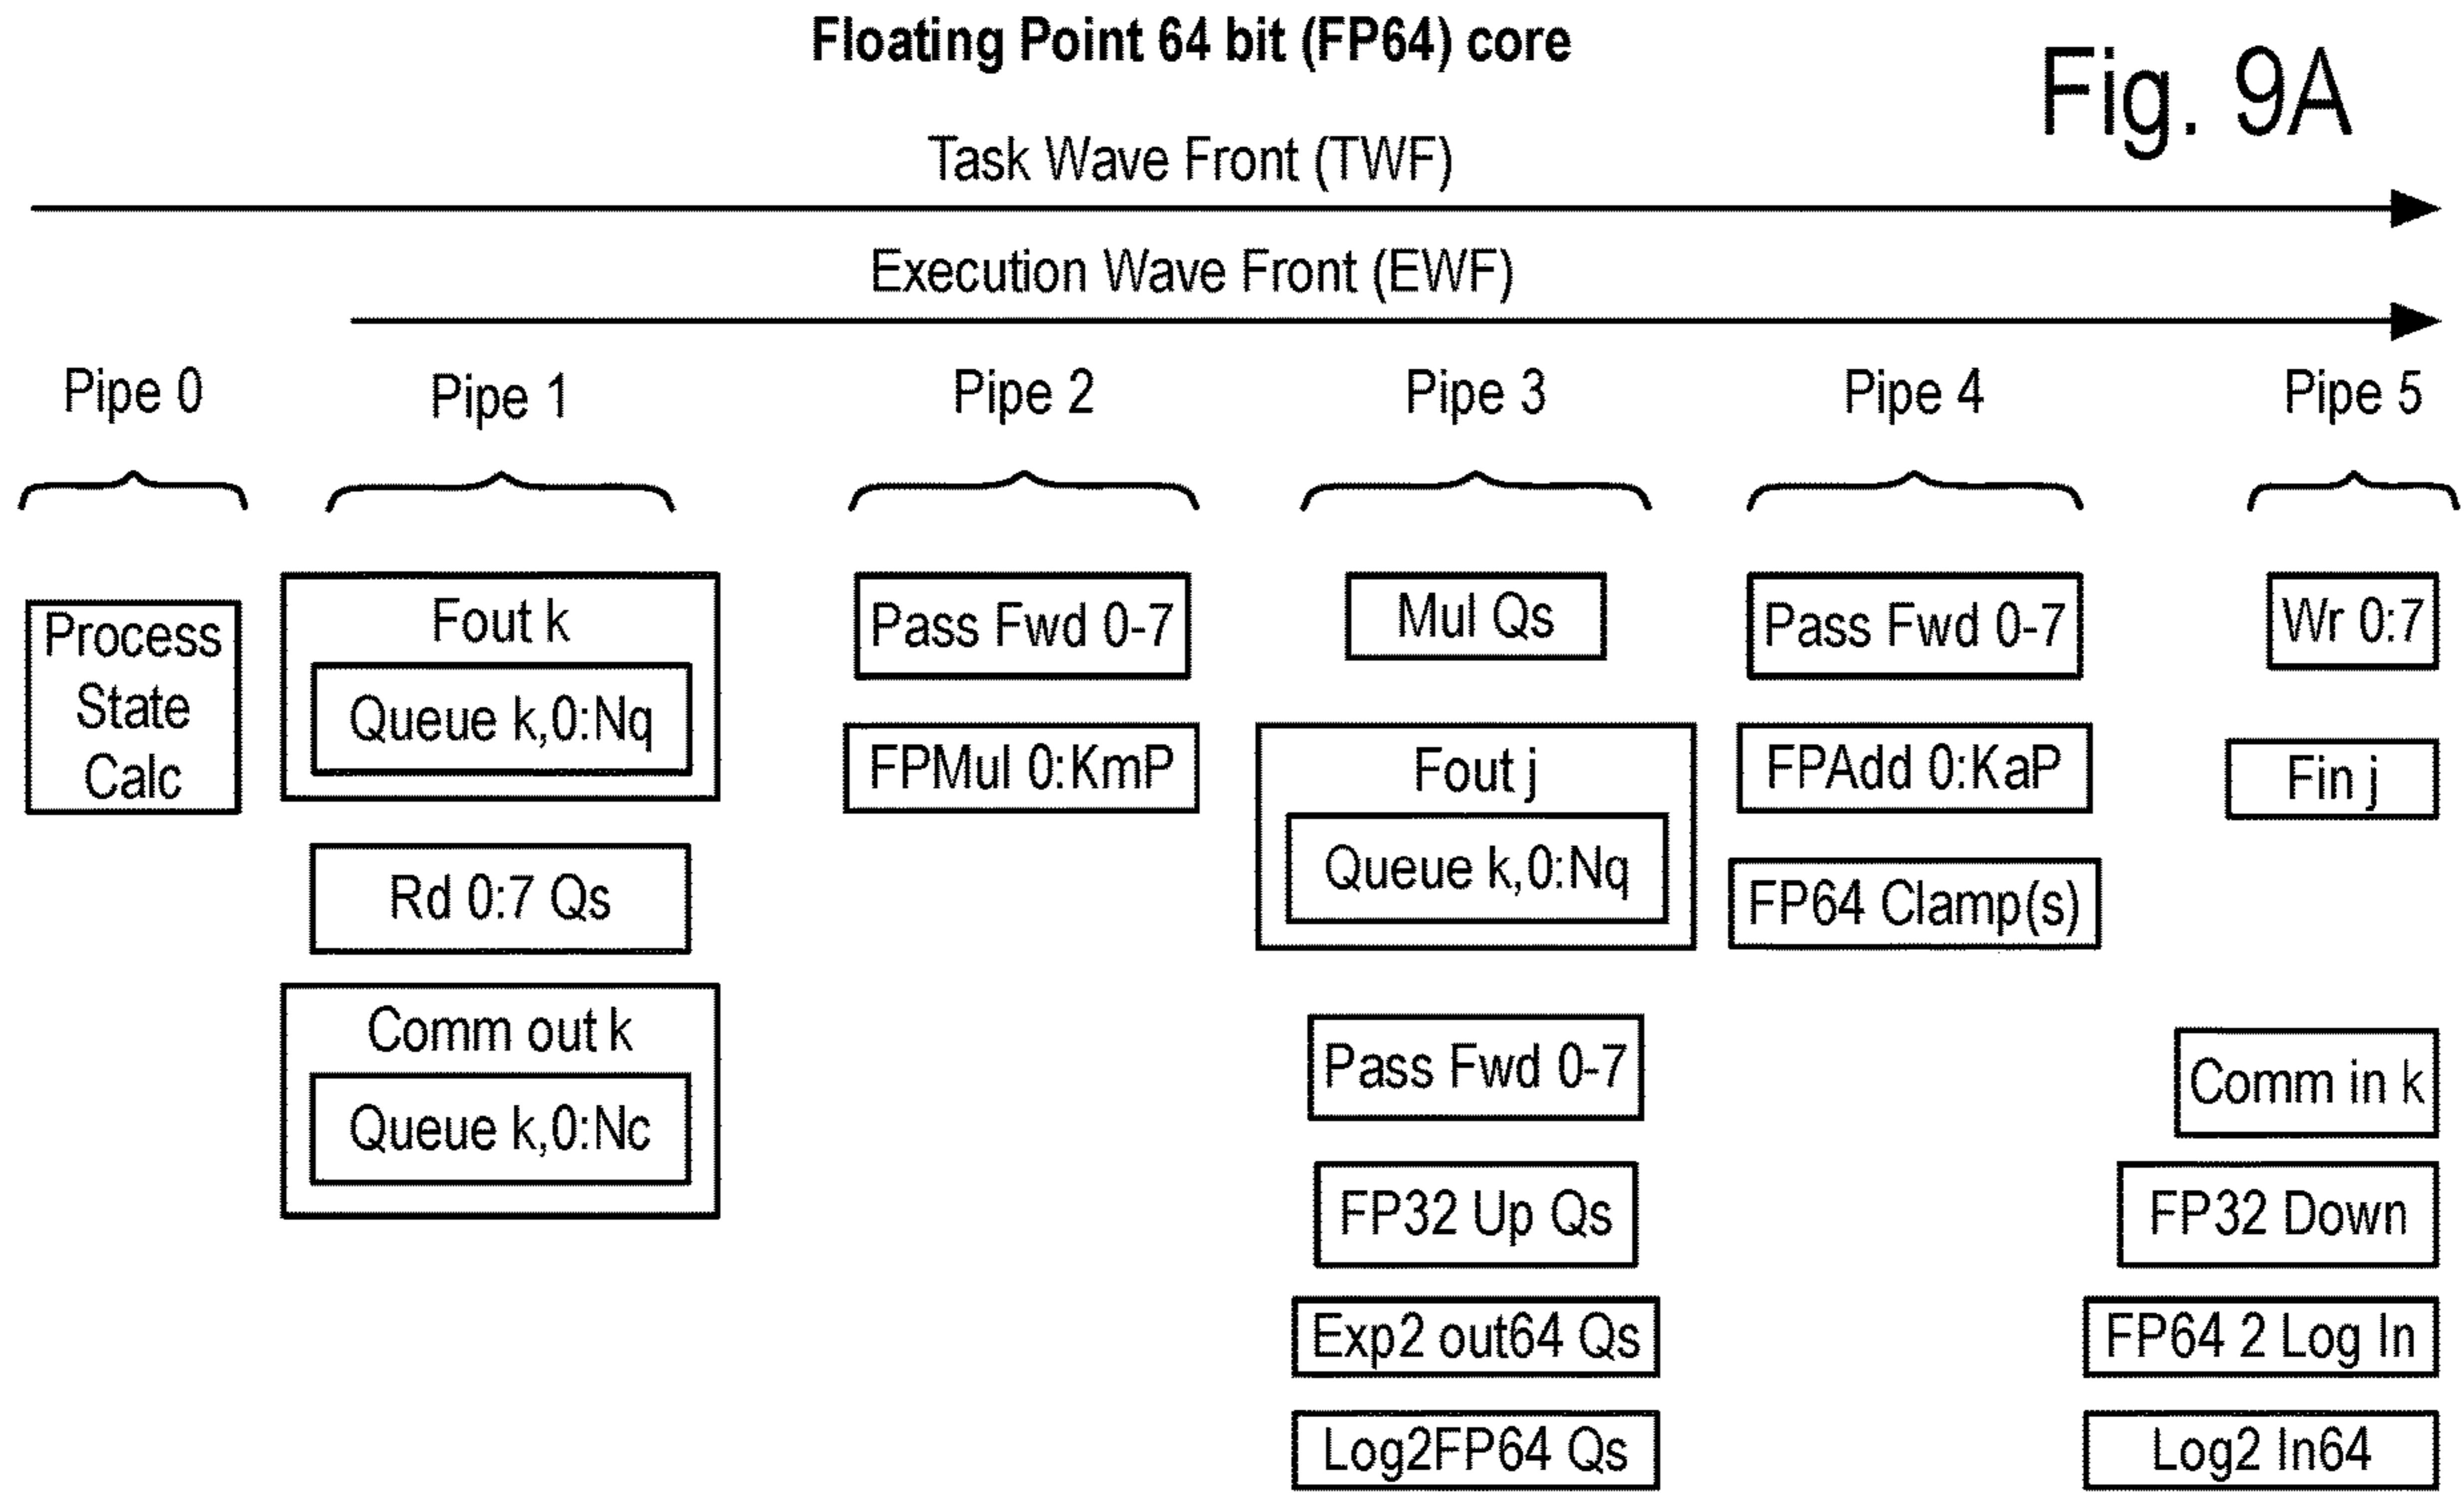 Floating Point 64 bit (FP64) core
Fig. 9A
Task Wave Front (TWF)
Execution Wave Front (EWF)
Pipe 0
Pipe 1
Pipe 2
Pipe 3
Pipe 4
Pipe 5
Process
State
Calc
Fout k
Queue k,0:Nq
Rd 0:7 Qs
Comm out k
Queue k,0:Nc
Pass Fwd 0-7
FPMul 0:KmP
Mul Qs
Fout j
Queue k,0:Nq
Pass Fwd 0-7
FP32 Up Qs
Exp2 out64 Qs
Log2FP64 Qs
Pass Fwd 0-7
FPAdd 0:KaP
FP64 Clamp(s)
Wr 0:7
Fin j
Comm in k
FP32 Down
FP64 2 Log In
Log2 In64